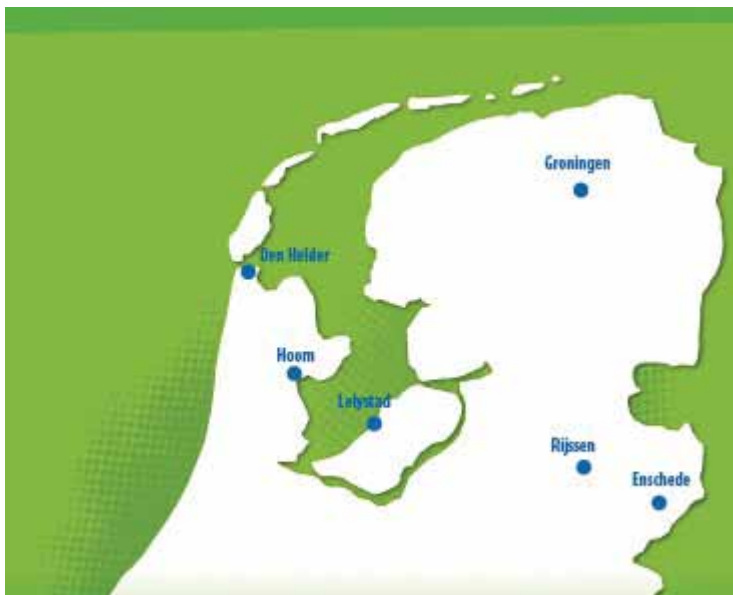 Groningen
Den Helder
Hoorn
Lelystad
Rijssen
Enschede